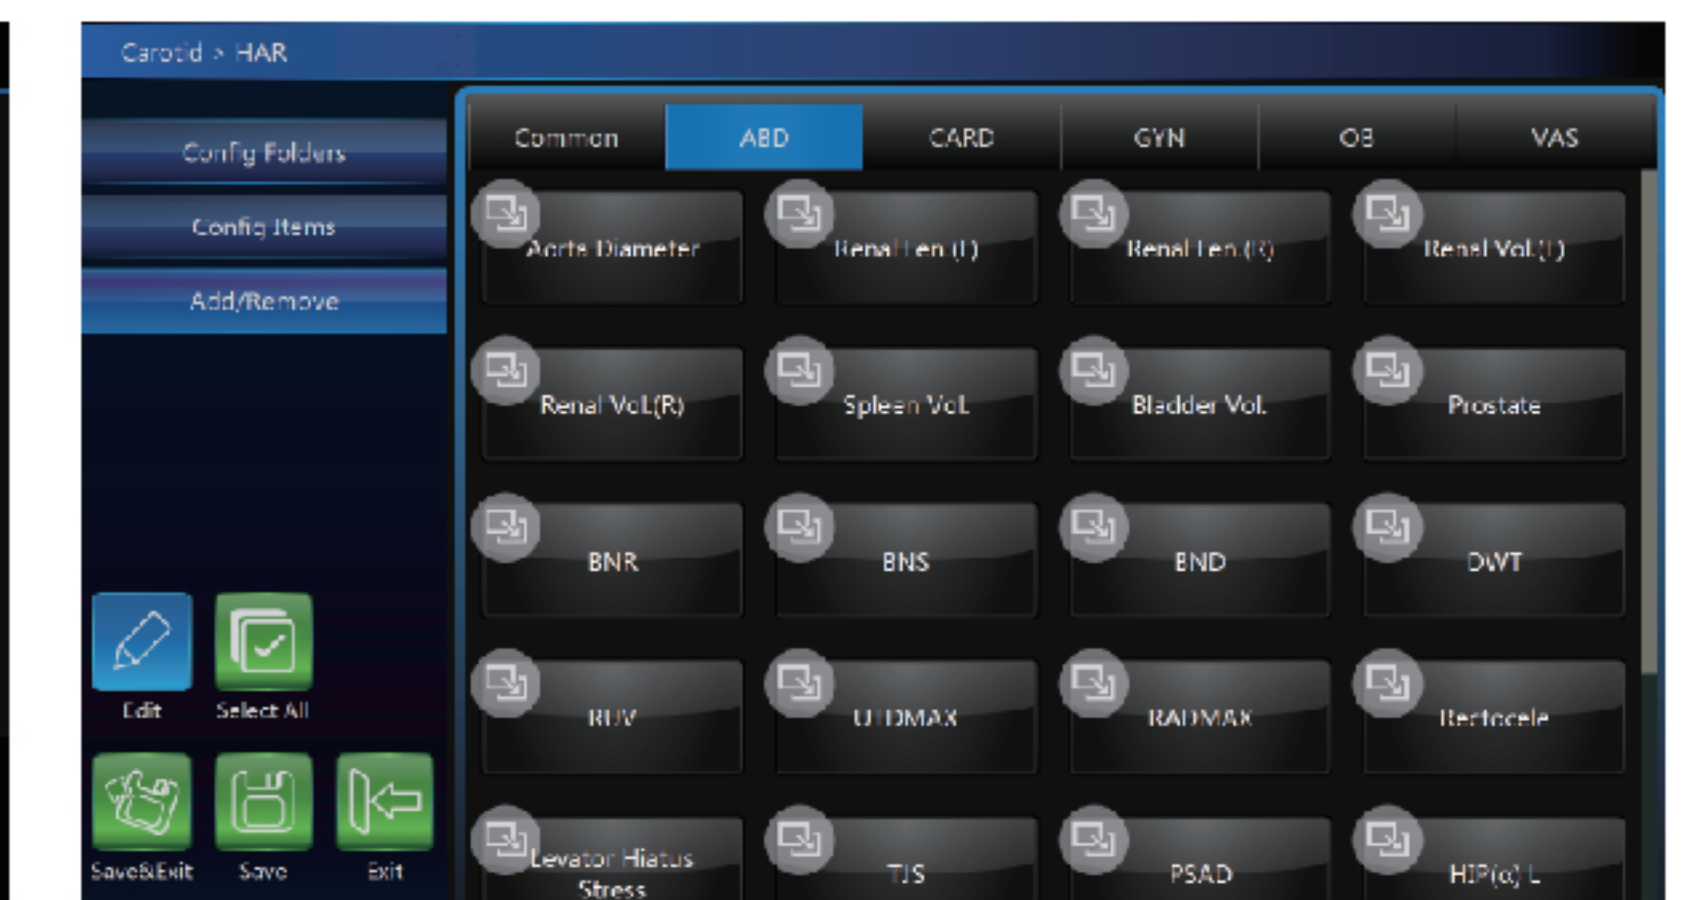 Carotid > HAR
Config Folders
Config Items
Add/Remove
Edit
Select All
Save&Exit
Save
Exit
Common
ABD
CARD
GYN
OB
VAS
Aorta Diameter
Renal Len.(L)
Renal Len.(R)
Renal Vol.(L)
Renal Vol.(R)
Spleen Vol.
Bladder Vol.
Prostate
BNR
BNS
BND
DWT
RUV
UTDMAX
RADMAX
Rectocele
Levator Hiatus
Stress
TJS
PSAD
HIP(α) L